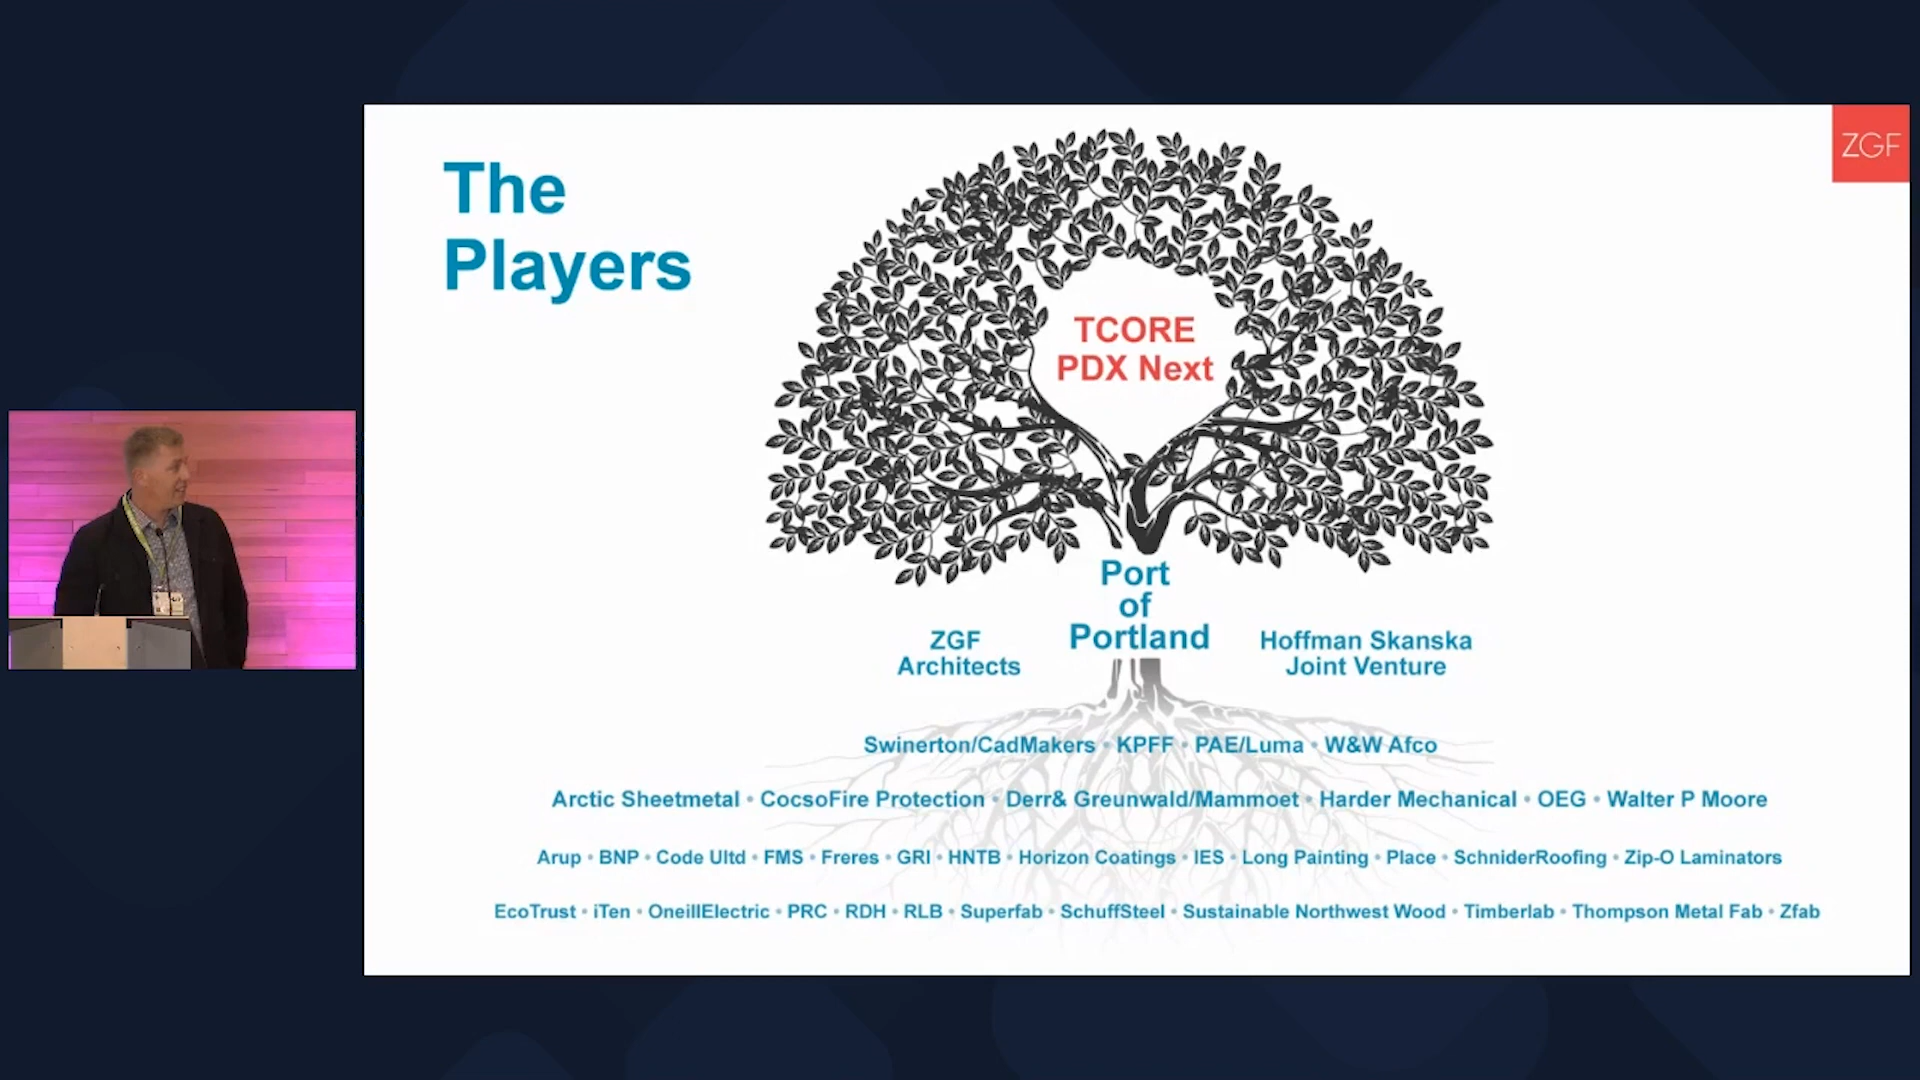 The
Players
ZGF
TCORE
PDX Next
Port
of
Portland
ZGF
Architects
Hoffman Skanska
Joint Venture
Swinerton/CadMakers • KPFF • PAE/Luma • W&W Afco
Arctic Sheetmetal • CocsoFire Protection • Derr& Greunwald/Mammoet • Harder Mechanical • OEG • Walter P Moore
Arup • BNP • Code Ultd • FMS • Freres • GRI • HNTB • Horizon Coatings • IES • Long Painting • Place • SchniderRoofing • Zip-O Laminators
EcoTrust • iTen • OneillElectric • PRC • RDH • RLB • Superfab • SchuffSteel • Sustainable Northwest Wood • Timberlab • Thompson Metal Fab • Zfab